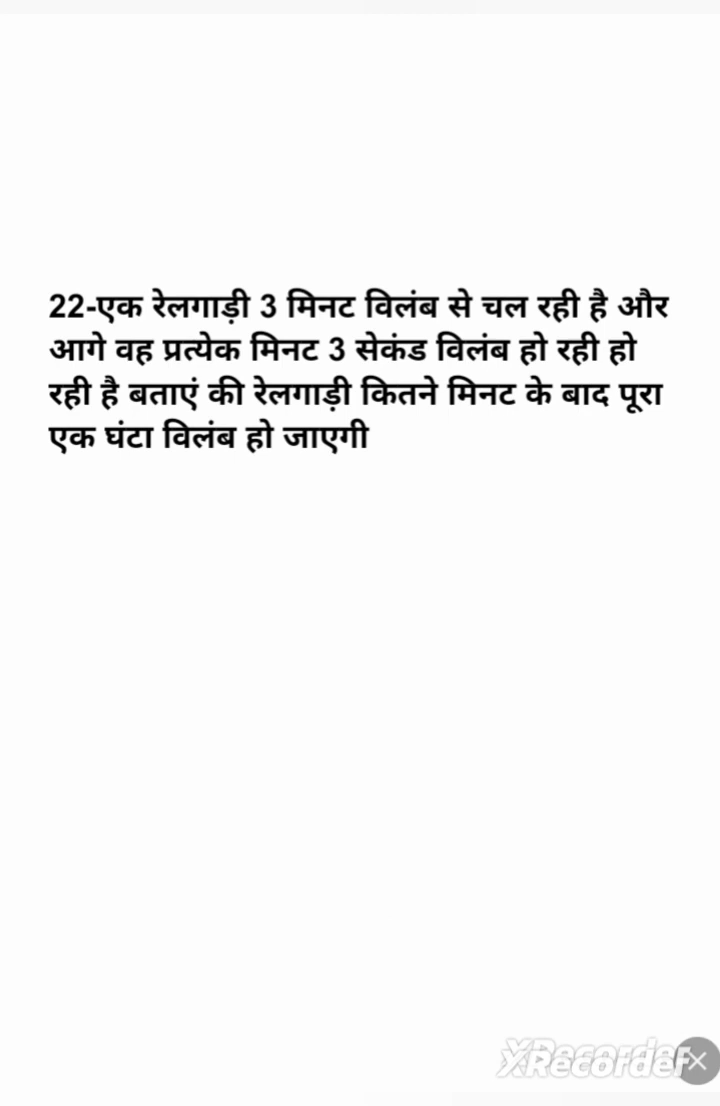 22-एक रेलगाड़ी 3 मिनट विलंब से चल रही है और
आगे वह प्रत्येक मिनट 3 सेकंड विलंब हो रही हो
रही है बताएं की रेलगाड़ी कितने मिनट के बाद पूरा
एक घंटा विलंब हो जाएगी
XRecorder